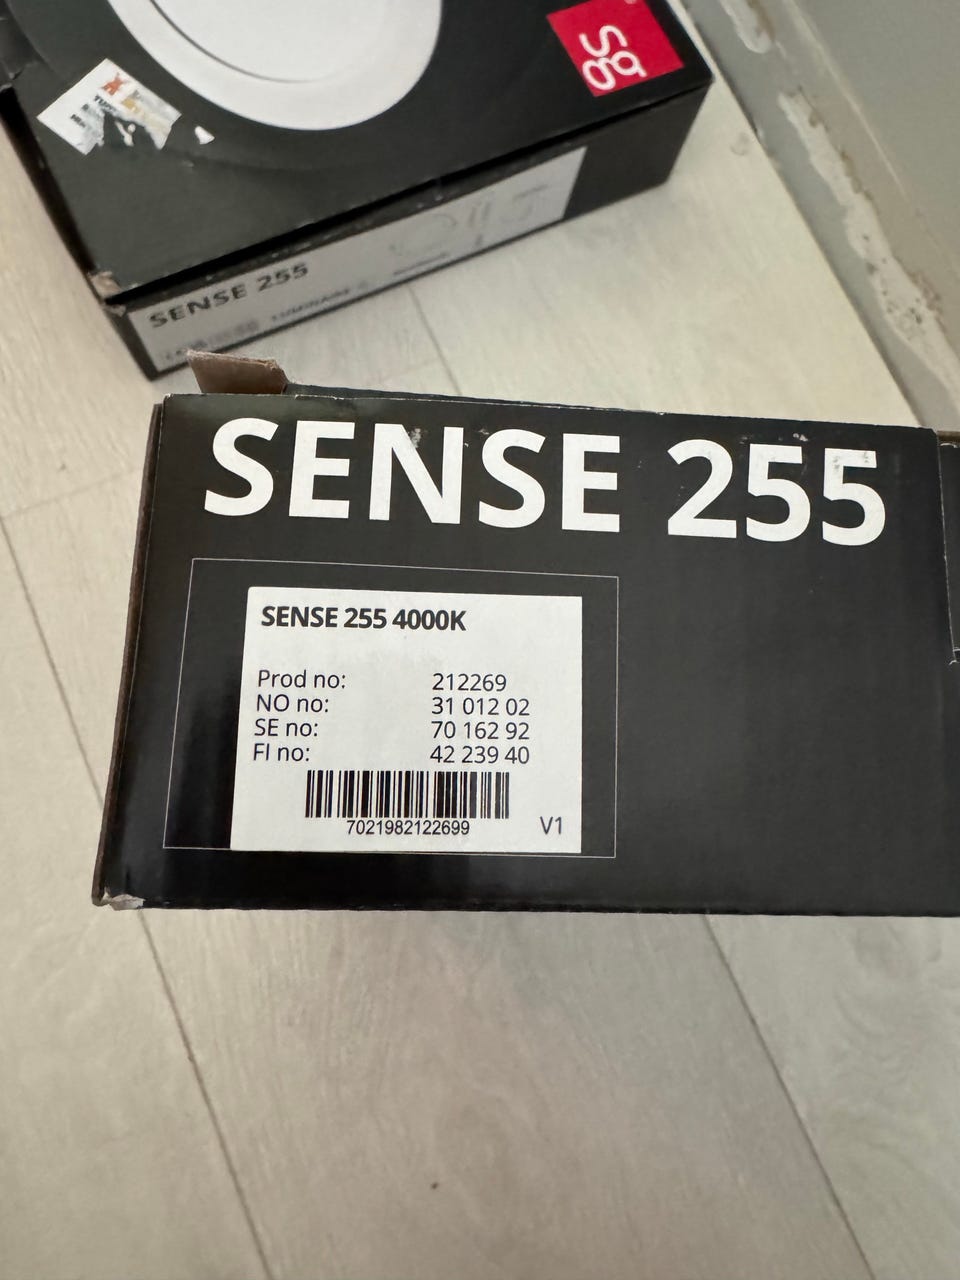 sg
SENSE 255
SENSE 255
SENSE 255 4000K
Prod no: 212269
NO no: 31 012 02
SE no: 70 162 92
FI no: 42 239 40
7021982122699
V1